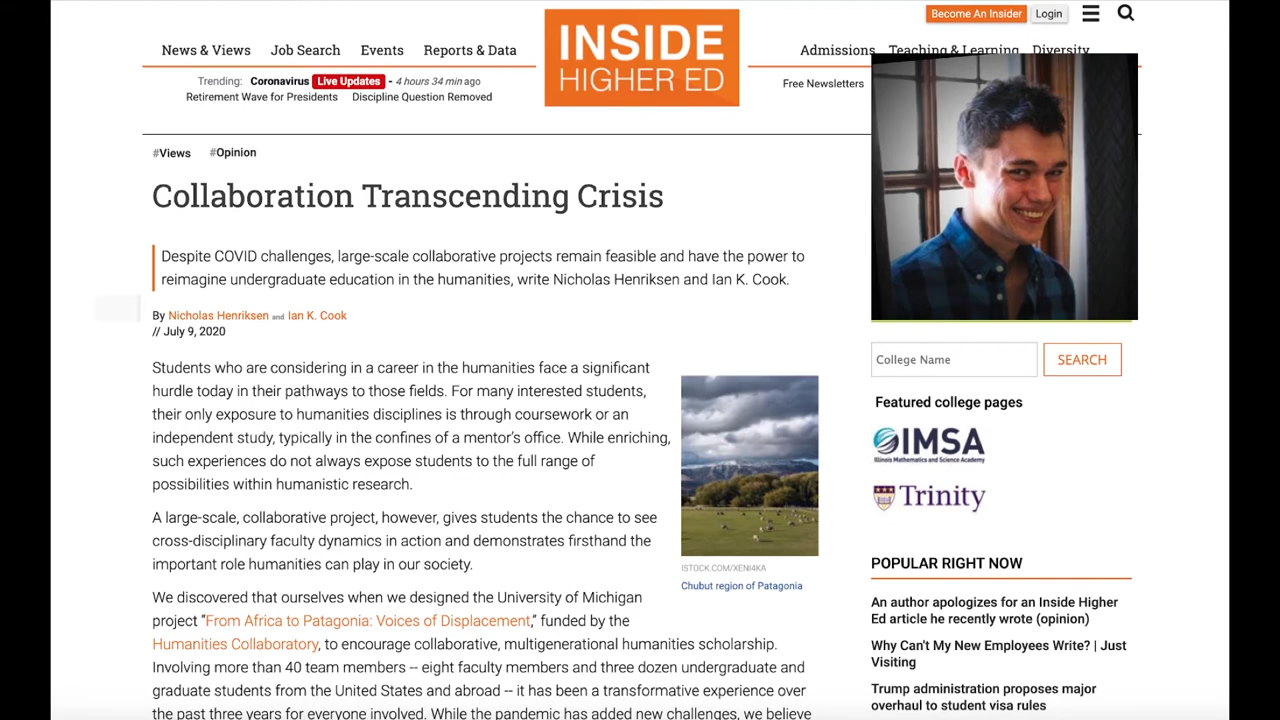 Become An Insider
Login
News & Views
Job Search
Events
Reports & Data
INSIDE
HIGHER ED
Admissions
Teaching & Learning
Diversity
Trending: Coronavirus Live Updates - 4 hours 34 min ago
Retirement Wave for Presidents
Discipline Question Removed
Free Newsletters
#Views
#Opinion
Collaboration Transcending Crisis
Despite COVID challenges, large-scale collaborative projects remain feasible and have the power to
reimagine undergraduate education in the humanities, write Nicholas Henriksen and Ian K. Cook.
By Nicholas Henriksen and Ian K. Cook
// July 9, 2020
Students who are considering in a career in the humanities face a significant
hurdle today in their pathways to those fields. For many interested students,
their only exposure to humanities disciplines is through coursework or an
independent study, typically in the confines of a mentor's office. While enriching,
such experiences do not always expose students to the full range of
possibilities within humanistic research.
A large-scale, collaborative project, however, gives students the chance to see
cross-disciplinary faculty dynamics in action and demonstrates firsthand the
important role humanities can play in our society.
We discovered that ourselves when we designed the University of Michigan
project "From Africa to Patagonia: Voices of Displacement," funded by the
Humanities Collaboratory, to encourage collaborative, multigenerational humanities scholarship.
Involving more than 40 team members -- eight faculty members and three dozen undergraduate and
graduate students from the United States and abroad -- it has been a transformative experience over
the past three years for everyone involved. While the pandemic has added new challenges, we believe
ISTOCK.COM/XENI4KA
Chubut region of Patagonia
College Name
SEARCH
Featured college pages
IMSA
Illinois Mathematics and Science Academy
Trinity
POPULAR RIGHT NOW
An author apologizes for an Inside Higher
Ed article he recently wrote (opinion)
Why Can't My New Employees Write? | Just
Visiting
Trump administration proposes major
overhaul to student visa rules